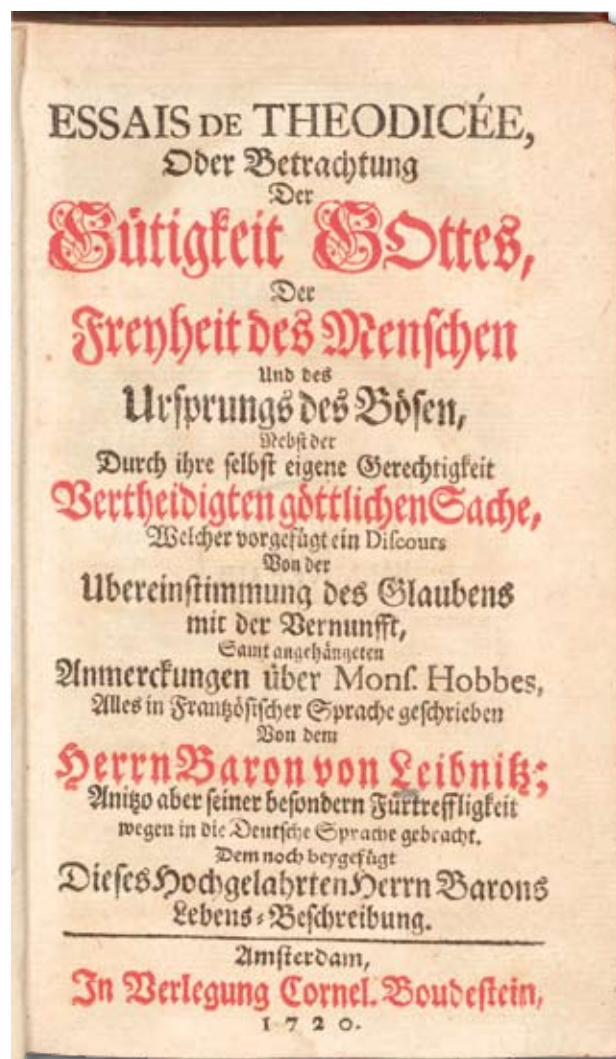 ESSAIS DE THEODICÉE,
Oder Betrachtung
Der
Gütigkeit GOttes,
Der
Freyheit des Menschen
Und des
Ursprungs des Bösen,
Nebst der
Durch ihre selbst eigene Gerechtigkeit
Vertheidigten göttlichen Sache,
Welcher vorgefügt ein Discours
Von der
Ubereinstimmung des Glaubens
mit der Vernunfft,
Samt angehängeten
Anmerckungen über Monſ. Hobbes,
Alles in Frantzösischer Sprache geschrieben
Von dem
Herrn Baron von Leibnitz;
Anitzo aber seiner besondern Fürtreffligkeit
wegen in die Deutsche Sprache gebracht.
Dem noch beygefügt
Dieses Hochgelahrten Herrn Barons
Lebens-Beschreibung.
Amsterdam,
In Verlegung Cornel. Boudestein,
1720.